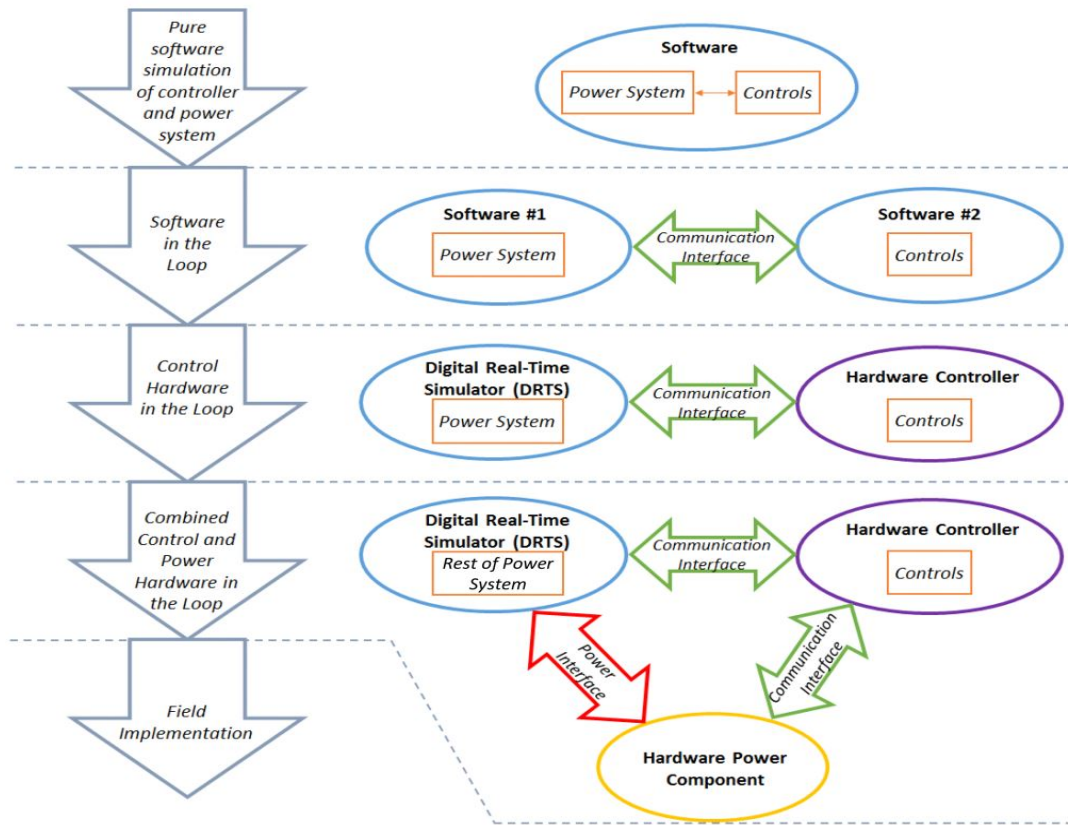 Pure
software
simulation
of controller
and power
system
Software
Power System
Controls
Software
in the
Loop
Software #1
Power System
Communication
Interface
Software #2
Controls
Control
Hardware
in the Loop
Digital Real-Time
Simulator (DRTS)
Power System
Communication
Interface
Hardware Controller
Controls
Combined
Control and
Power
Hardware in
the Loop
Digital Real-Time
Simulator (DRTS)
Rest of Power
System
Communication
Interface
Hardware Controller
Controls
Power
Interface
Communication
Interface
Field
Implementation
Hardware Power
Component